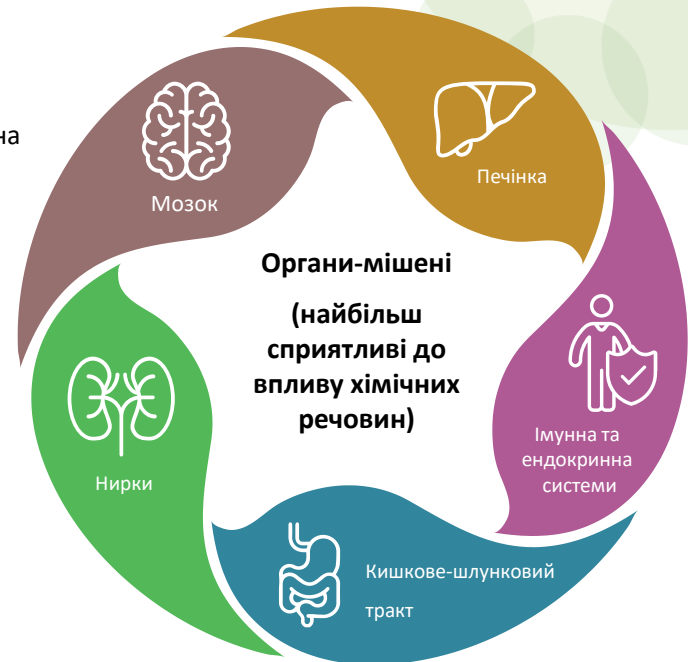 на
Мозок
Печінка
Органи-мішені
(найбільш
сприятливі до
впливу хімічних
речовин)
Імунна та
ендокринна
системи
Нирки
Кишкове-шлунковий
тракт